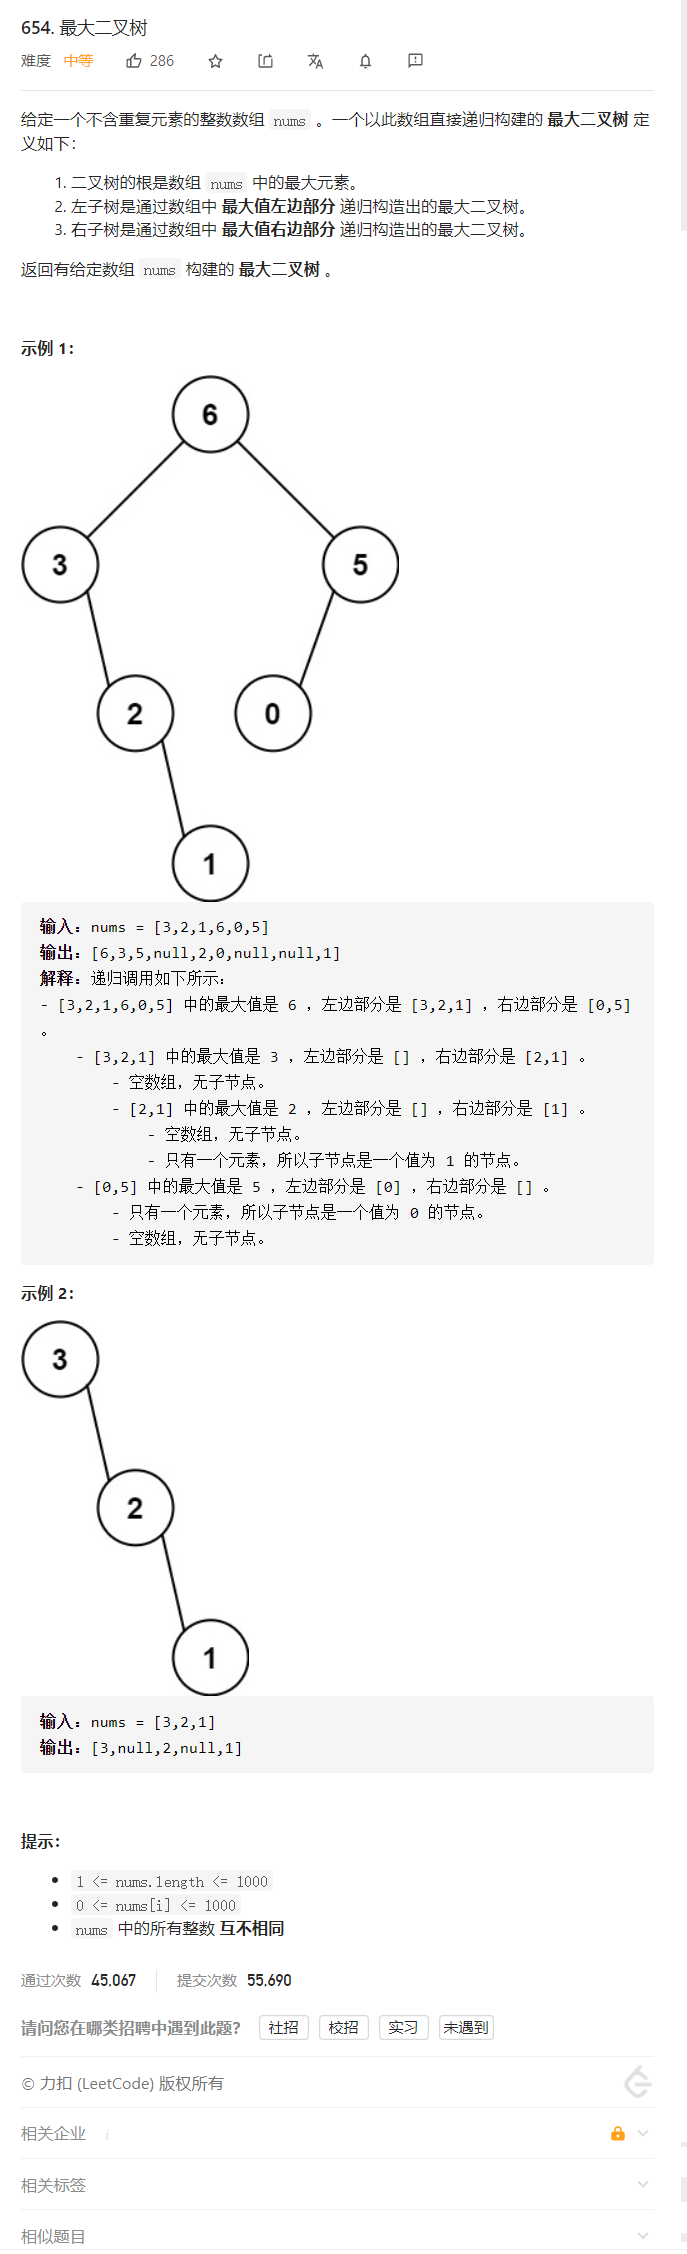 654. 最大二叉树
难度 中等 286
给定一个不含重复元素的整数数组 nums 。一个以此数组直接递归构建的 最大二叉树 定
义如下：
1. 二叉树的根是数组 nums 中的最大元素。
2. 左子树是通过数组中 最大值左边部分 递归构造出的最大二叉树。
3. 右子树是通过数组中 最大值右边部分 递归构造出的最大二叉树。
返回有给定数组 nums 构建的 最大二叉树 。
示例 1：
6
3 5
2 0
1
输入：nums = [3,2,1,6,0,5]
输出：[6,3,5,null,2,0,null,null,1]
解释：递归调用如下所示：
- [3,2,1,6,0,5] 中的最大值是 6 ，左边部分是 [3,2,1] ，右边部分是 [0,5]
。
- [3,2,1] 中的最大值是 3 ，左边部分是 [] ，右边部分是 [2,1] 。
- 空数组，无子节点。
- [2,1] 中的最大值是 2 ，左边部分是 [] ，右边部分是 [1] 。
- 空数组，无子节点。
- 只有一个元素，所以子节点是一个值为 1 的节点。
- [0,5] 中的最大值是 5 ，左边部分是 [0] ，右边部分是 [] 。
- 只有一个元素，所以子节点是一个值为 0 的节点。
- 空数组，无子节点。
示例 2：
3
2
1
输入：nums = [3,2,1]
输出：[3,null,2,null,1]
提示：
• 1 <= nums.length <= 1000
• 0 <= nums[i] <= 1000
• nums 中的所有整数 互不相同
通过次数 45,067 提交次数 55,690
请问您在哪类招聘中遇到此题？ 社招 校招 实习 未遇到
© 力扣 (LeetCode) 版权所有
相关企业 i
相关标签
相似题目